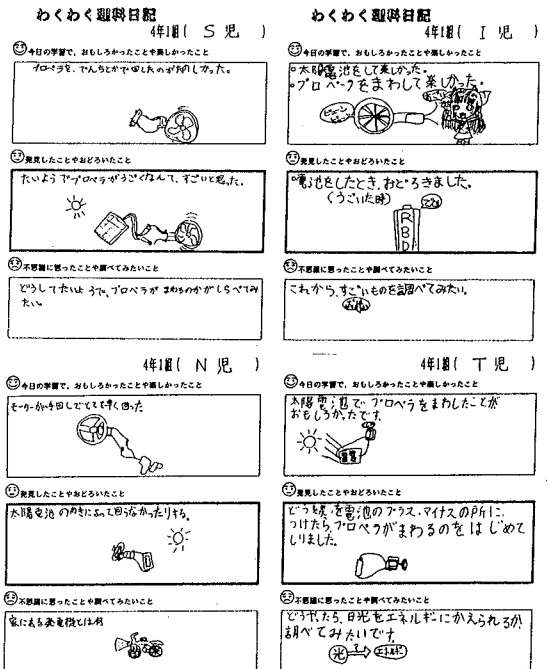 わくわく理科日記
4年1組( S 児 )
今日の学習で、おもしろかったことや楽しかったこと
プロペラを、でんちとかで回したのがたのしかった。
発見したことやおどろいたこと
たいようでプロペラがうごくなんて、すごいと思った。
不思議に思ったことや調べてみたいこと
どうしてたいようで、プロペラがまわるのかがしらべてみ
たい。
わくわく理科日記
4年1組( I 児 )
今日の学習で、おもしろかったことや楽しかったこと
○太陽電池をして楽しかった。
○プロペラをまわして楽しかった。
発見したことやおどろいたこと
○電池をしたとき、おどろきました。
(うごいた時)
RBD
不思議に思ったことや調べてみたいこと
これから、すごいものを調べてみたい。
4年1組( N 児 )
今日の学習で、おもしろかったことや楽しかったこと
モーターが手回しでとても早く回った
発見したことやおどろいたこと
太陽電池の向きによって回らなかったりする。
不思議に思ったことや調べてみたいこと
家にある発電機とは何
4年1組( T 児 )
今日の学習で、おもしろかったことや楽しかったこと
太陽電池でプロペラをまわしたことが
おもしろかったです。
発見したことやおどろいたこと
どう線を電池のプラス、マイナスの所に、
つけたら、プロペラがまわるのをはじめて
しりました。
不思議に思ったことや調べてみたいこと
どうやったら、日光をエネルギーにかえられるか、
調べてみたいです。
光 ? エネルギー